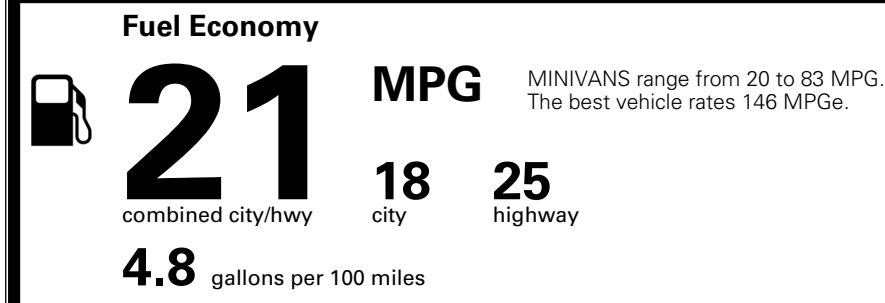 Fuel Economy
21 MPG
MINIVANS range from 20 to 83 MPG.
The best vehicle rates 146 MPGe.
combined city/hwy
18 city
25 highway
4.8 gallons per 100 miles